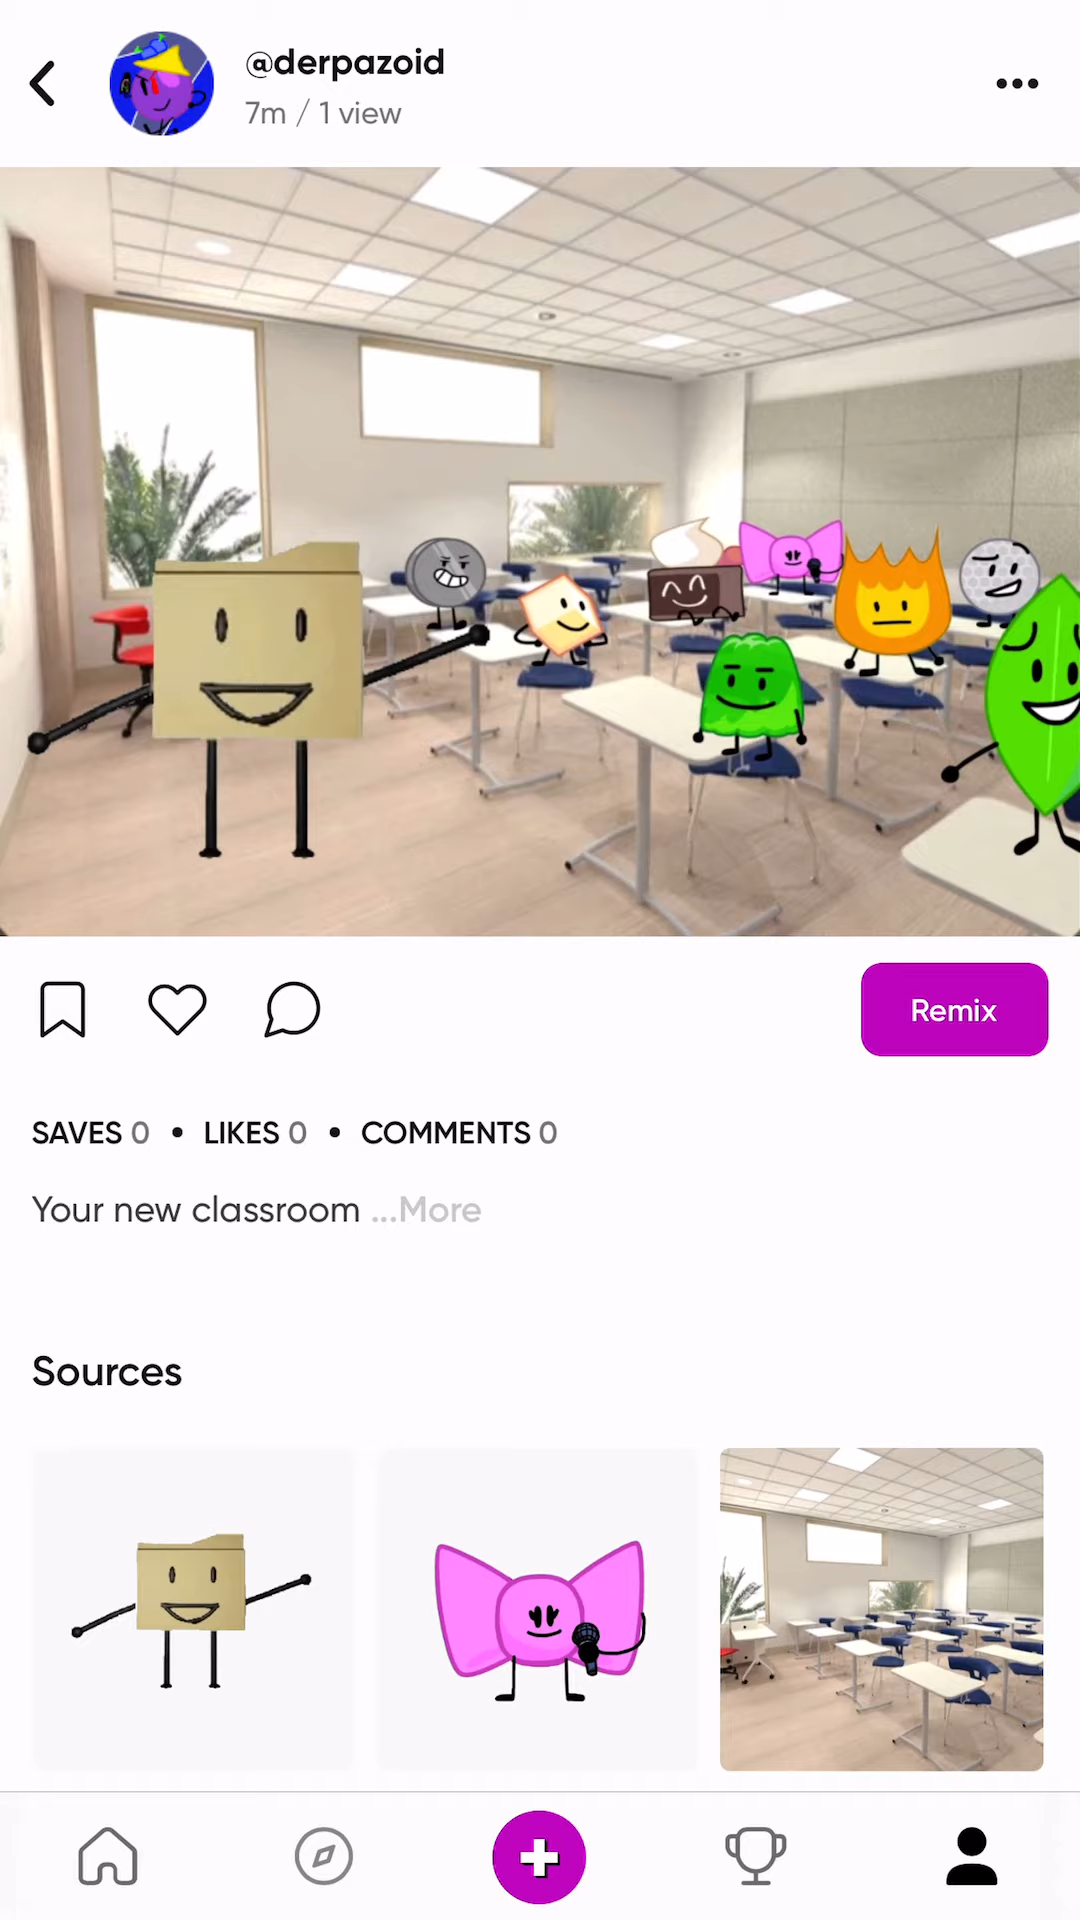 @derpazoid
7m / 1 view
Remix
SAVES 0 • LIKES 0 • COMMENTS 0
Your new classroom ...More
Sources